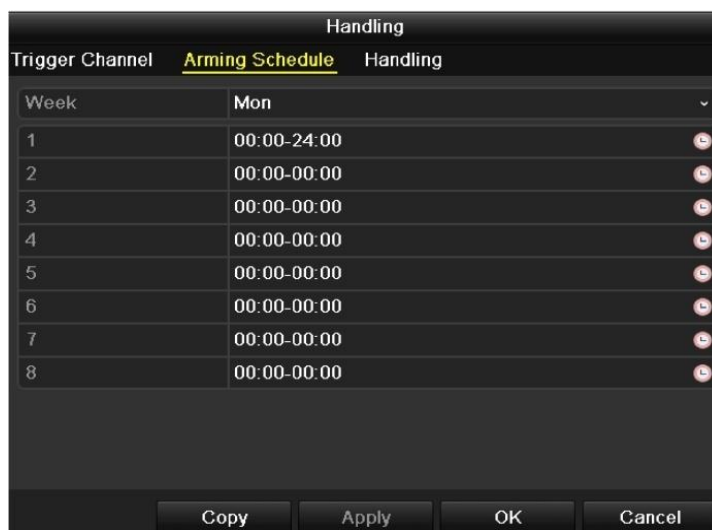 Handling
Trigger Channel Arming Schedule Handling
Week Mon
1 00:00-24:00
2 00:00-00:00
3 00:00-00:00
4 00:00-00:00
5 00:00-00:00
6 00:00-00:00
7 00:00-00:00
8 00:00-00:00
Copy Apply OK Cancel